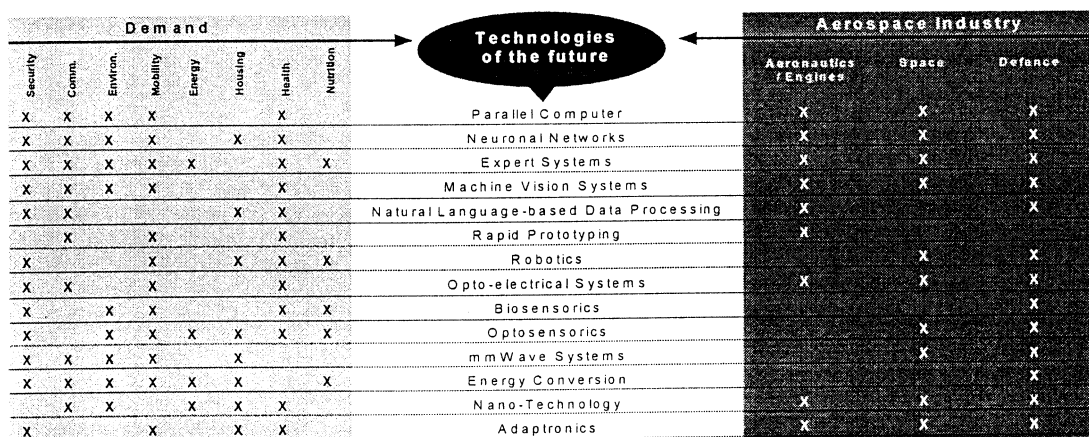 Demand
Technologies
of the future
Aerospace Industry
Security Comm. Environ. Mobility Energy Housing Health Nutrition
Aeronautics
/ Engines
Space
Defence
X X X X X Parallel Computer X X X
X X X X X X Neuronal Networks X X X
X X X X X X X Expert Systems X X X
X X X X X Machine Vision Systems X X X
X X X X Natural Language-based Data Processing X X
X X X Rapid Prototyping X
X X X X X Robotics X X
X X X X Opto-electrical Systems X X X
X X X X X Biosensorics X
X X X X X X X Optosensorics X X
X X X X X mmWave Systems X X
X X X X X X X Energy Conversion X
X X X X X Nano-Technology X X X
X X X X Adaptronics X X X